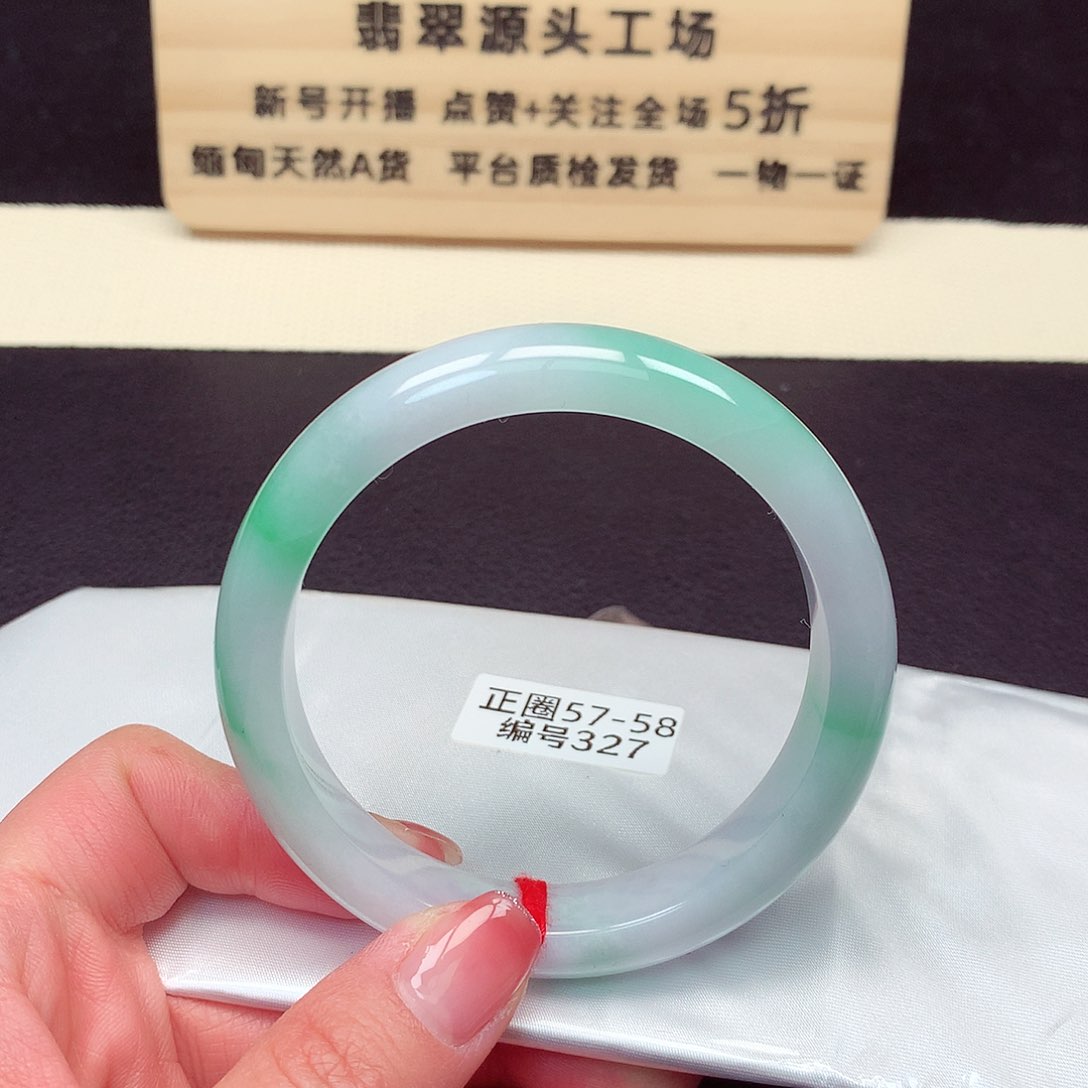 翡翠源头工场
新号开播 点赞+关注全场5折
缅甸天然A货 平台质检发货 一物一证
正圈57-58
编号327